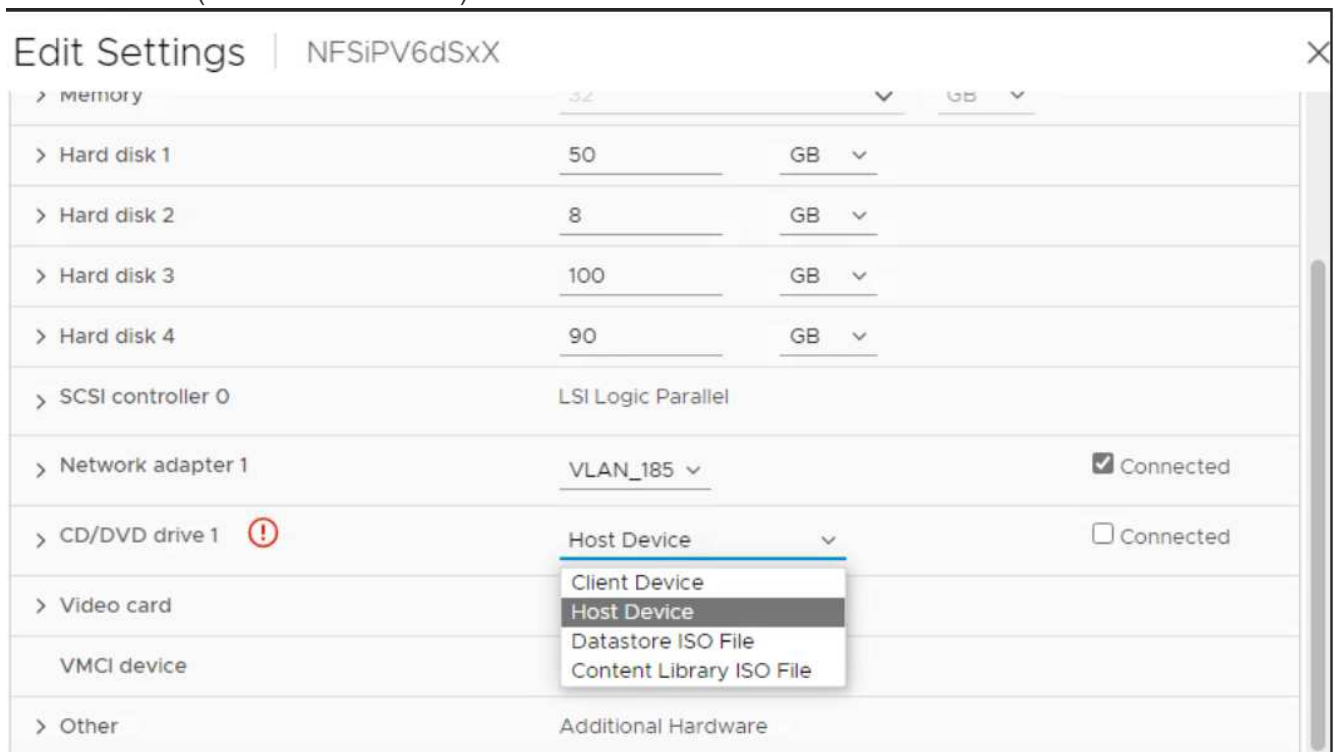 Edit Settings NFSiPV6dSxX
Memory 32 GB
Hard disk 1 50 GB
Hard disk 2 8 GB
Hard disk 3 100 GB
Hard disk 4 90 GB
SCSI controller 0 LSI Logic Parallel
Network adapter 1 VLAN_185 Connected
CD/DVD drive 1 Host Device Connected
Client Device
Video card
Host Device
Datastore ISO File
VMCI device
Content Library ISO File
Other Additional Hardware